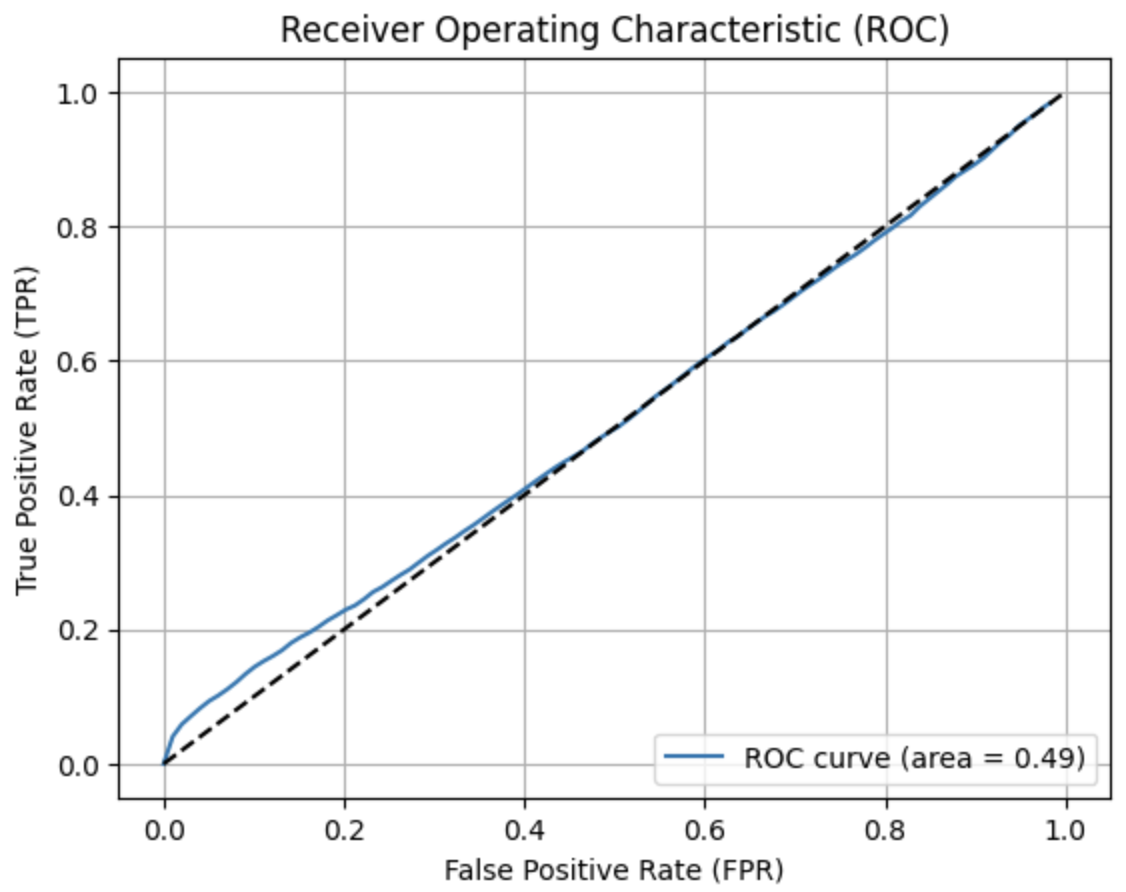 Receiver Operating Characteristic (ROC)
1.0
0.8
0.6
0.4
0.2
0.0
True Positive Rate (TPR)
ROC curve (area = 0.49)
0.0 0.2 0.4 0.6 0.8 1.0
False Positive Rate (FPR)